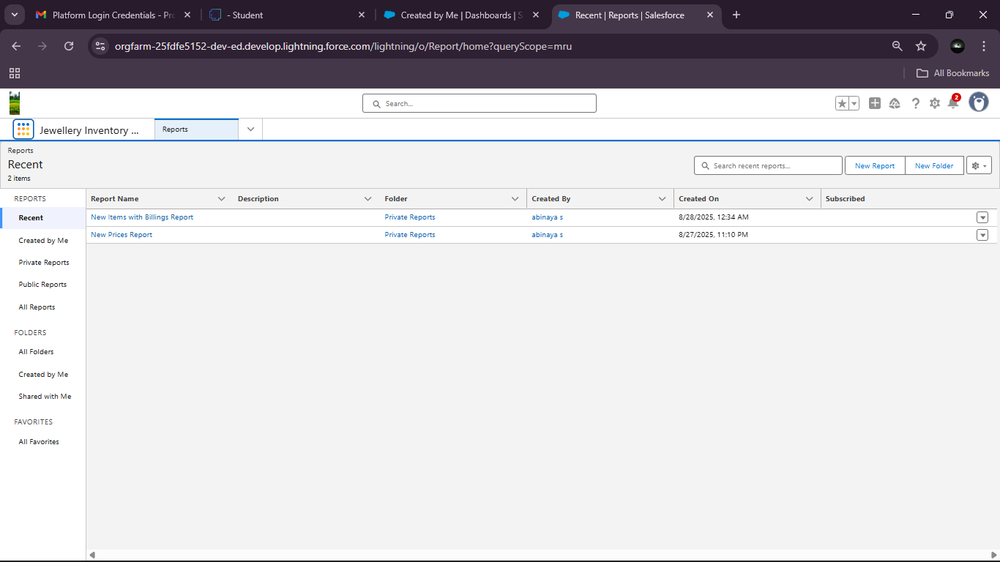 Platform Login Credentials - Pr
- Student
Created by Me | Dashboards | S
Recent | Reports | Salesforce
orgfarm-25fdfe5152-dev-ed.develop.lightning.force.com/lightning/o/Report/home?queryScope=mru
All Bookmarks
Search...
2
Jewellery Inventory ...
Reports
Reports
Recent
2 items
Search recent reports...
New Report
New Folder
REPORTS
Recent
Created by Me
Private Reports
Public Reports
All Reports
FOLDERS
All Folders
Created by Me
Shared with Me
FAVORITES
All Favorites
Report Name Description Folder Created By Created On Subscribed
New Items with Billings Report Private Reports abinaya s 8/28/2025, 12:34 AM
New Prices Report Private Reports abinaya s 8/27/2025, 11:10 PM